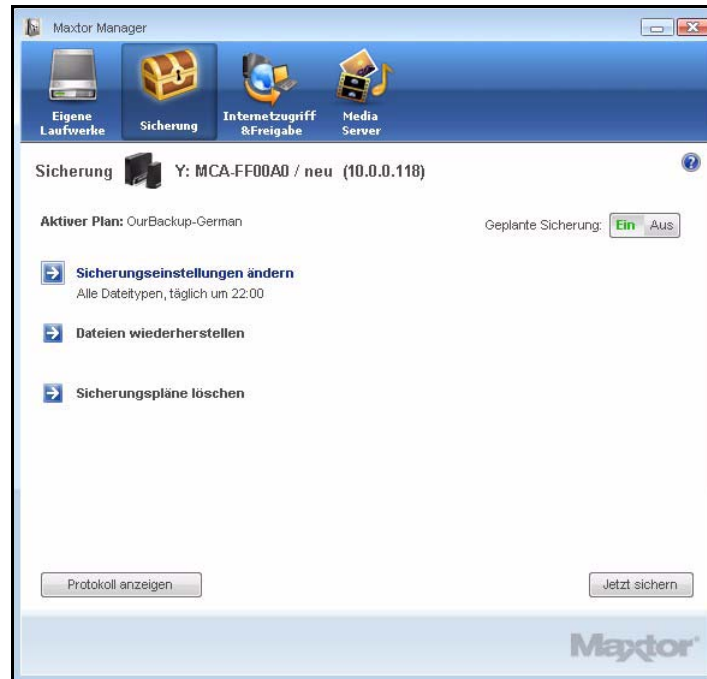 Maxtor Manager
Eigene
Laufwerke
Sicherung
Internetzugriff
&Freigabe
Media
Server
Sicherung Y: MCA-FF00A0 / neu (10.0.0.118)
Aktiver Plan: OurBackup-German
Geplante Sicherung: Ein Aus
Sicherungseinstellungen ändern
Alle Dateitypen, täglich um 22:00
Dateien wiederherstellen
Sicherungspläne löschen
Protokoll anzeigen
Jetzt sichern
Maxtor